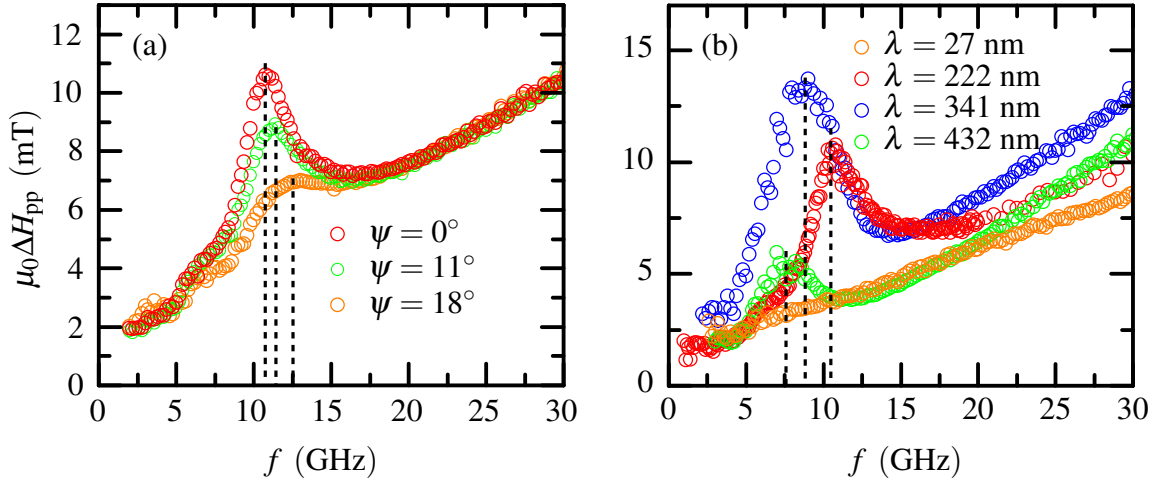 (a)
12
10
8
6
4
2
0
μ₀ΔHₚₚ (mT)
ψ = 0°
ψ = 11°
ψ = 18°
0 5 10 15 20 25 30
f (GHz)
(b)
15
10
5
0
λ = 27 nm
λ = 222 nm
λ = 341 nm
λ = 432 nm
0 5 10 15 20 25 30
f (GHz)